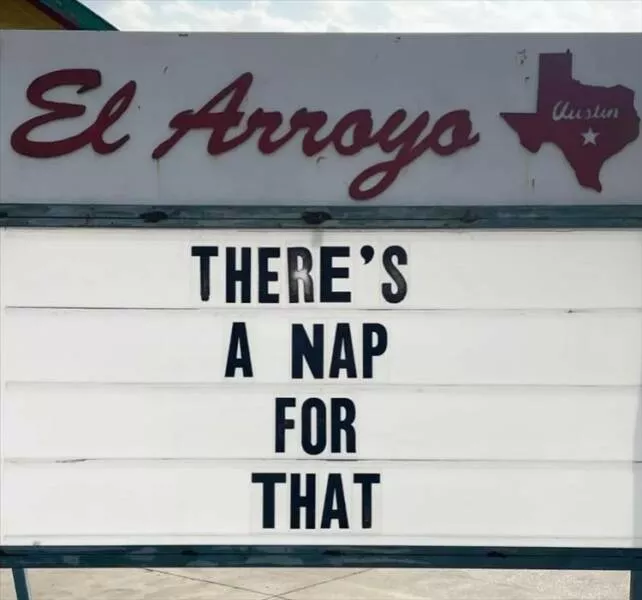 El Arroyo
Austin
THERE'S
A NAP
FOR
THAT